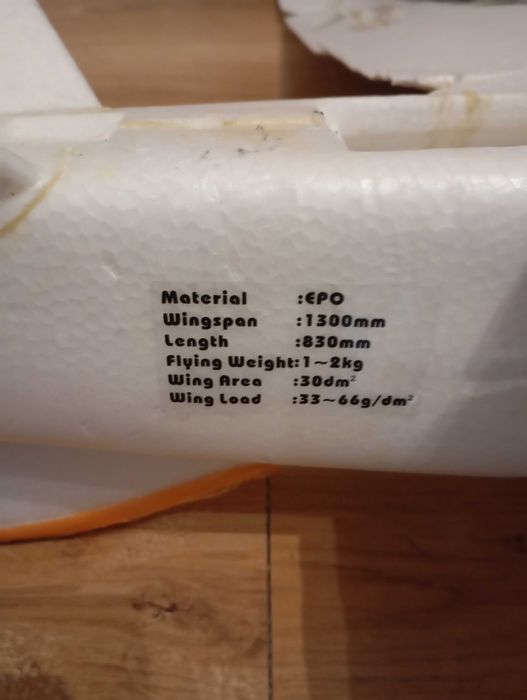 Material :EPO
Wingspan :1300mm
Length :830mm
Flying Weight:1~2kg
Wing Area :30dm²
Wing Load :33~66g/dm²